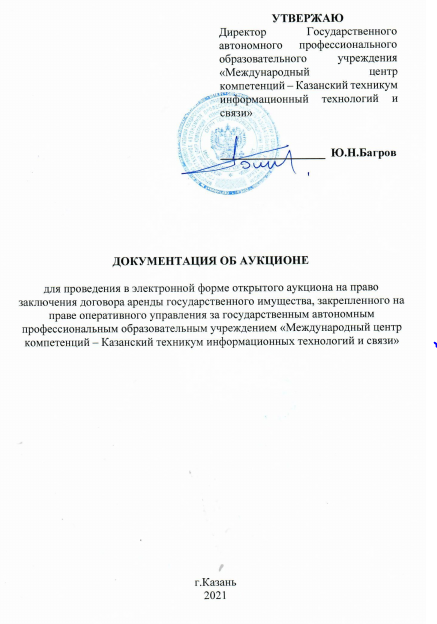 УТВЕРЖАЮ
Директор Государственного
автономного профессионального
образовательного учреждения
«Международный центр
компетенций – Казанский техникум
информационный технологий и
связи»
Ю.Н.Багров
ДОКУМЕНТАЦИЯ ОБ АУКЦИОНЕ
для проведения в электронной форме открытого аукциона на право
заключения договора аренды государственного имущества, закрепленного на
праве оперативного управления за государственным автономным
профессиональным образовательным учреждением «Международный центр
компетенций – Казанский техникум информационных технологий и связи»
г.Казань
2021